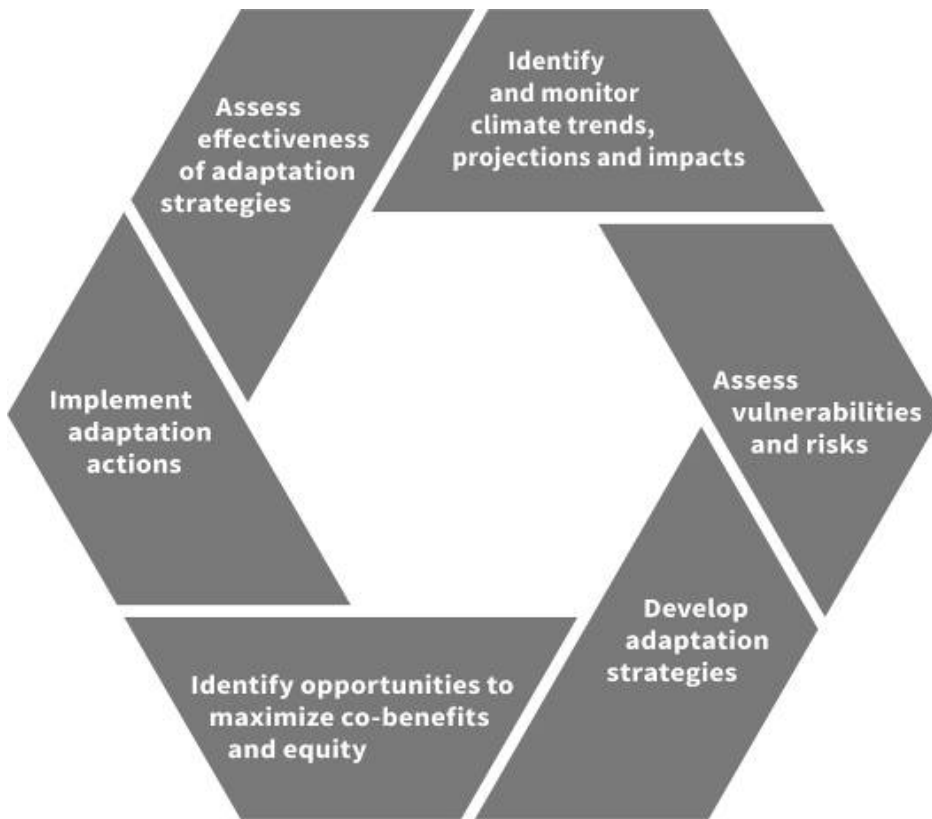 Identify
and monitor
climate trends,
projections and impacts
Assess
vulnerabilities
and risks
Develop
adaptation
strategies
Identify opportunities to
maximize co-benefits
and equity
Implement
adaptation
actions
Assess
effectiveness
of adaptation
strategies